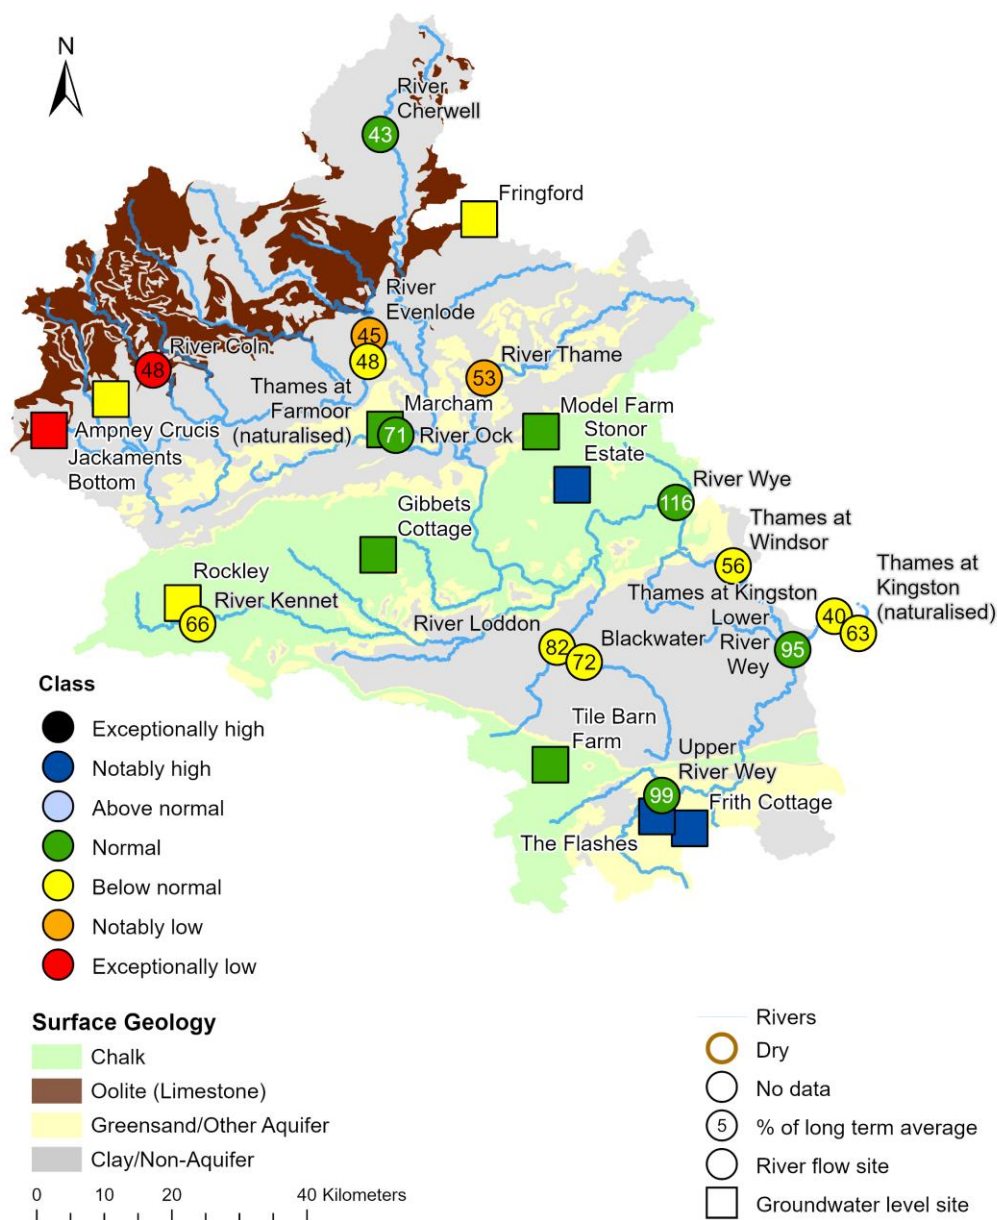 N
River
Cherwell
43
Fringford
River
Evenlode
45
48
River Coln
48
River Thame
53
Thames at
Farmoor
(naturalised)
Marcham
71
River Ock
Model Farm
Stonor
Estate
Ampney Crucis
Jackaments
Bottom
River Wye
116
Gibbets
Cottage
Thames at
Windsor
56
Thames at
Kingston
(naturalised)
Rockley
River Kennet
66
Thames at Kingston
40
63
Lower
River
Wey
95
River Loddon
82
72
Blackwater
Tile Barn
Farm
Upper
River Wey
99
Frith Cottage
The Flashes
Class
Exceptionally high
Notably high
Above normal
Normal
Below normal
Notably low
Exceptionally low
Surface Geology
Chalk
Oolite (Limestone)
Greensand/Other Aquifer
Clay/Non-Aquifer
0 10 20 40 Kilometers
Rivers
Dry
No data
5 % of long term average
River flow site
Groundwater level site